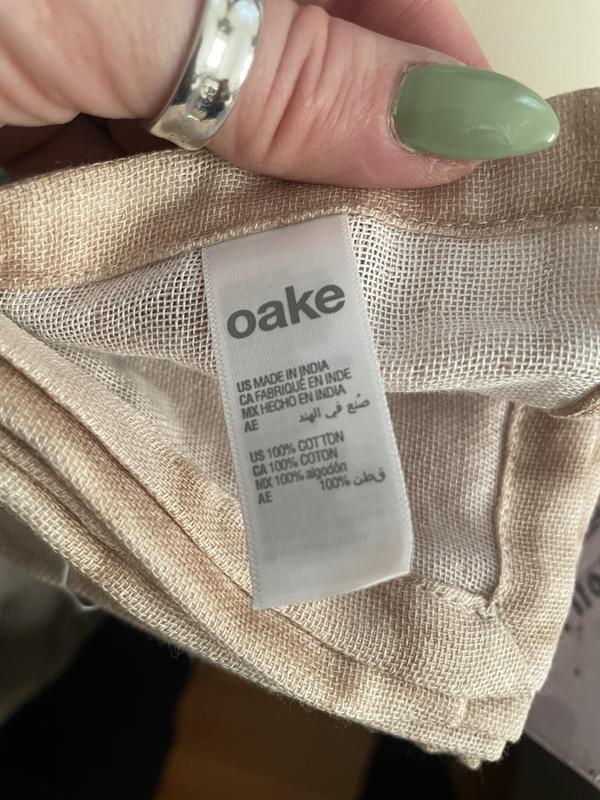 oake
US MADE IN INDIA
CA FABRIQUÉ EN INDE
MX HECHO EN INDIA
AE صُنع في الهند
US 100% COTTON
CA 100% COTON
MX 100% algodón
AE قطن %100